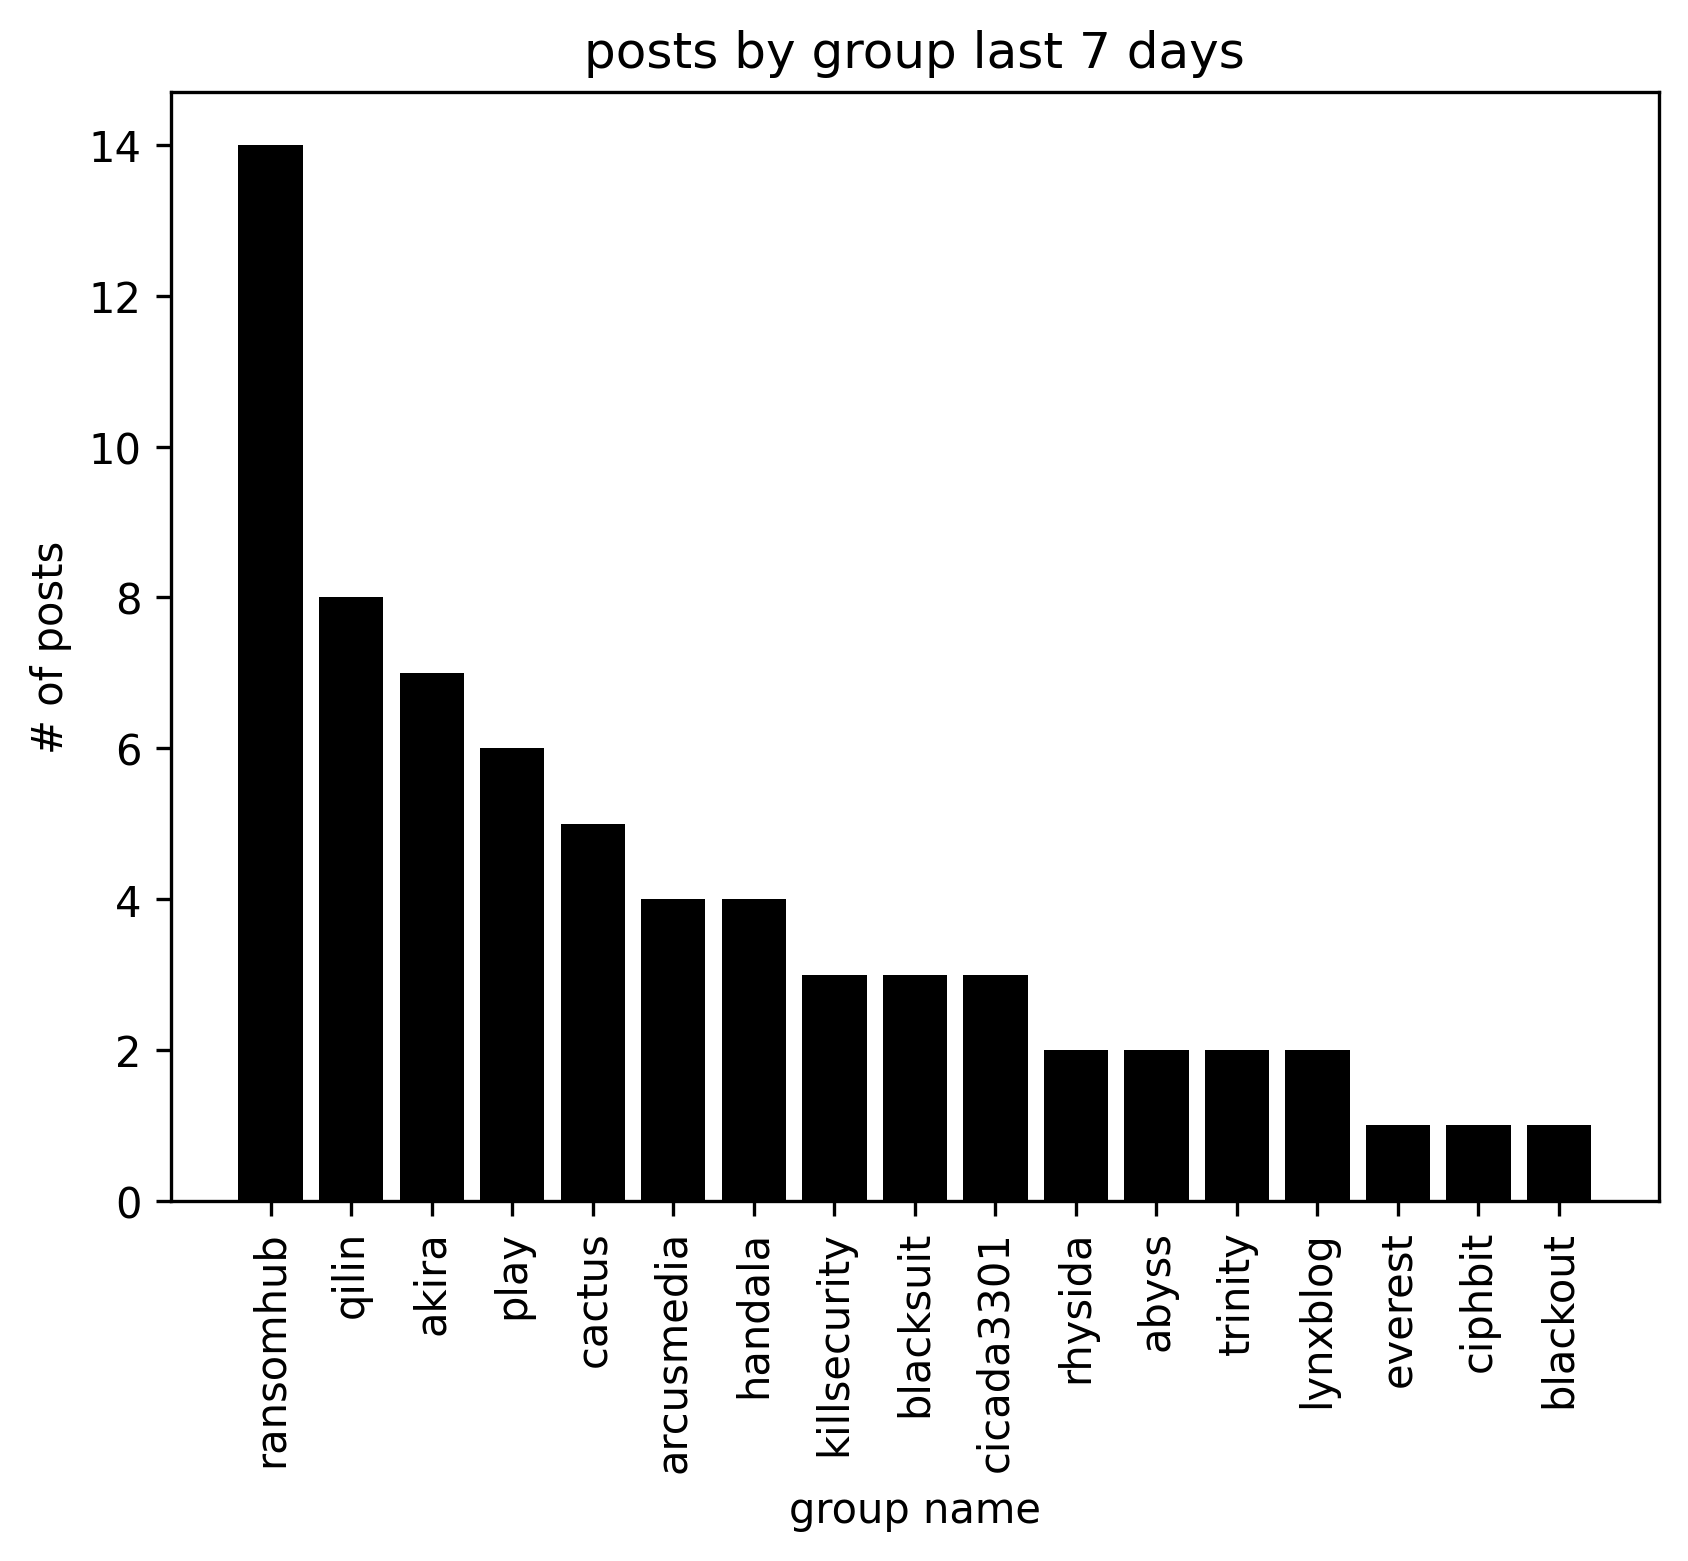 posts by group last 7 days
# of posts
14
12
10
8
6
4
2
0
ransomhub
qilin
akira
play
cactus
arcusmedia
handala
killsecurity
blacksuit
cicada3301
rhysida
abyss
trinity
lynxblog
everest
ciphbit
blackout
group name